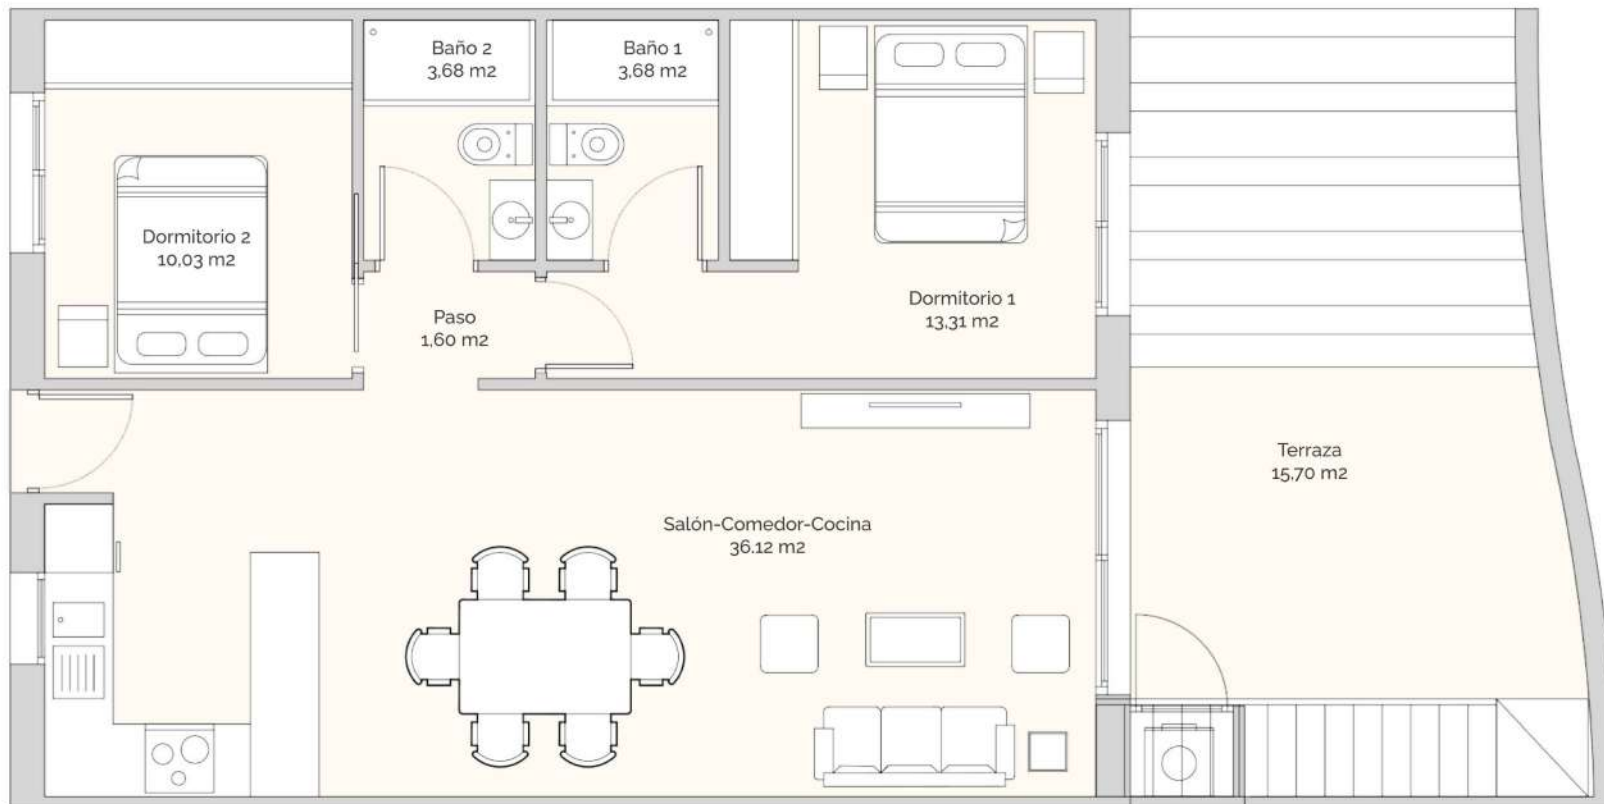 Baño 2
3,68 m2
Baño 1
3,68 m2
Dormitorio 2
10,03 m2
Paso
1,60 m2
Dormitorio 1
13,31 m2
Terraza
15,70 m2
Salón-Comedor-Cocina
36.12 m2